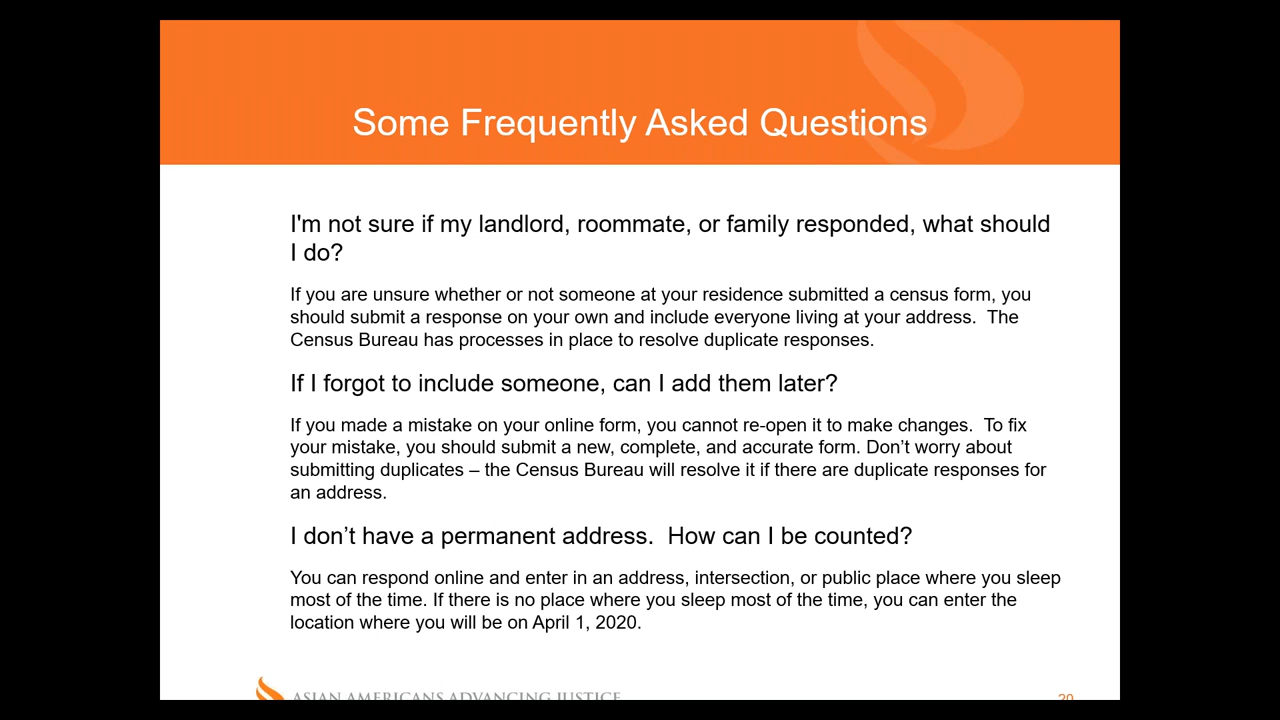 Some Frequently Asked Questions
I'm not sure if my landlord, roommate, or family responded, what should
I do?
If you are unsure whether or not someone at your residence submitted a census form, you
should submit a response on your own and include everyone living at your address.  The
Census Bureau has processes in place to resolve duplicate responses.
If I forgot to include someone, can I add them later?
If you made a mistake on your online form, you cannot re-open it to make changes.  To fix
your mistake, you should submit a new, complete, and accurate form. Don’t worry about
submitting duplicates – the Census Bureau will resolve it if there are duplicate responses for
an address.
I don’t have a permanent address.  How can I be counted?
You can respond online and enter in an address, intersection, or public place where you sleep
most of the time. If there is no place where you sleep most of the time, you can enter the
location where you will be on April 1, 2020.
ASIAN AMERICANS ADVANCING JUSTICE
20